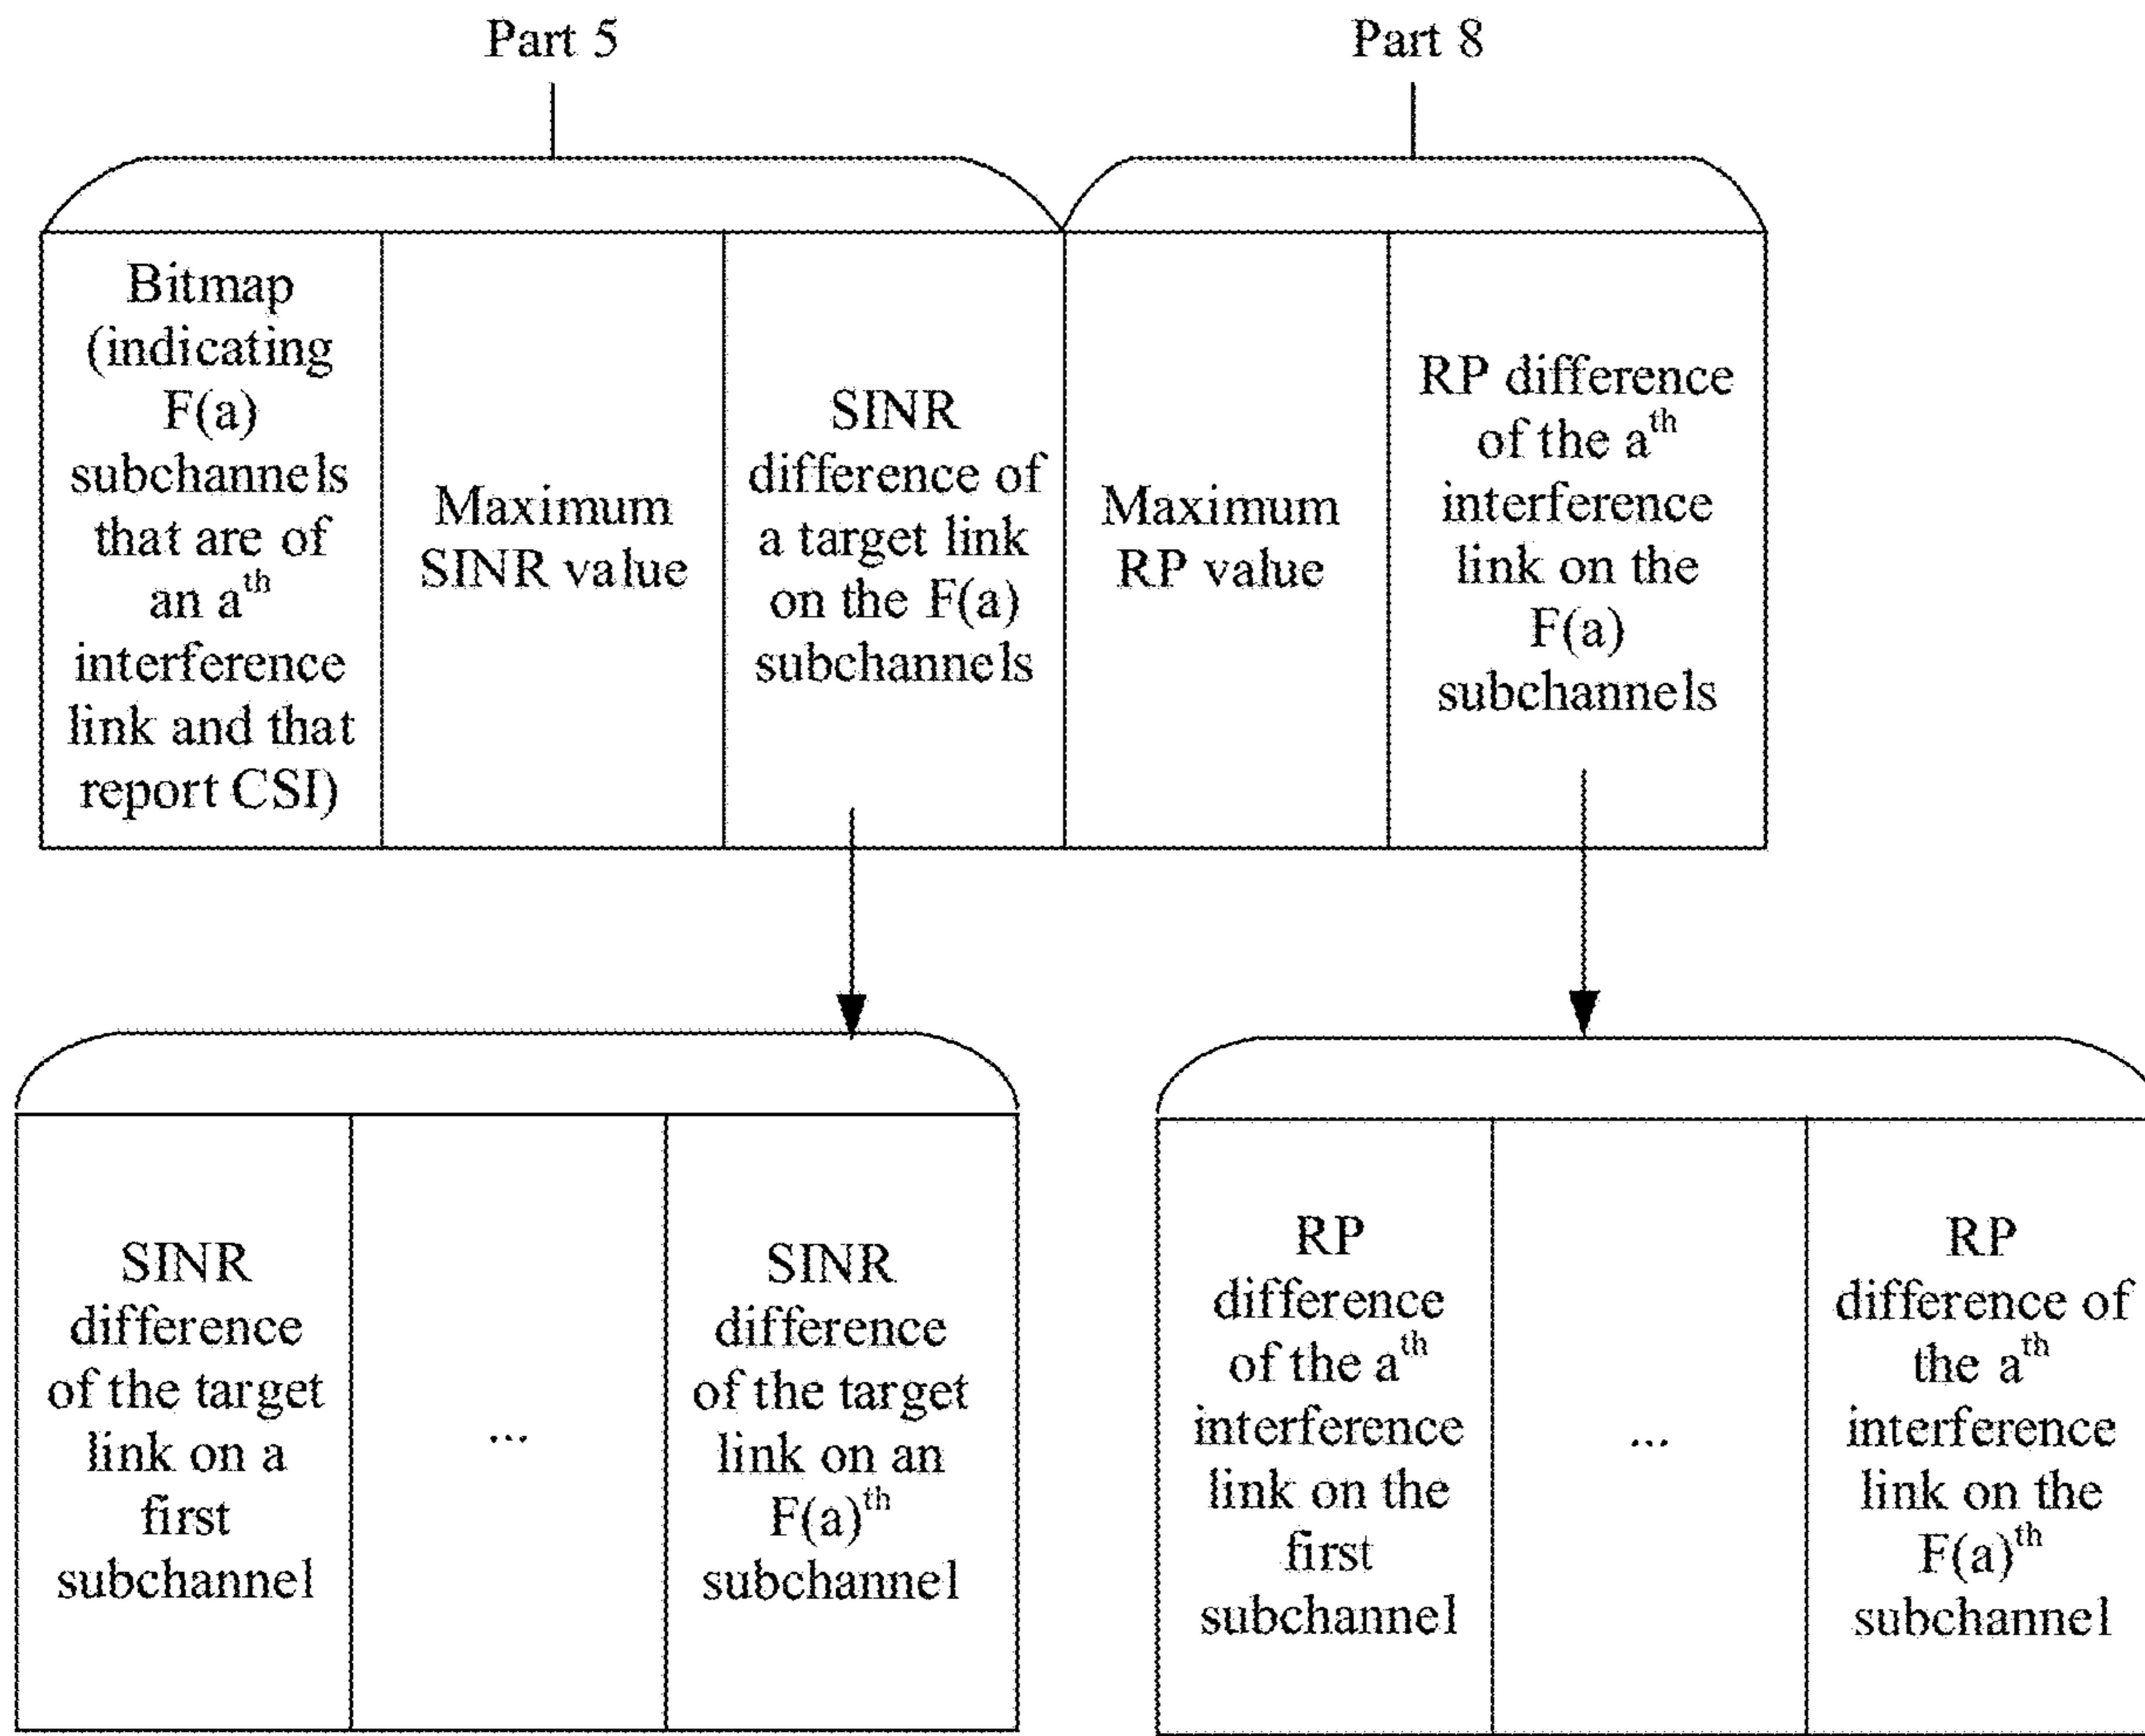 Part 5
Part 8
Bitmap
(indicating
F(a)
subchannels
that are of
an a^th
interference
link and that
report CSI)
Maximum
SINR value
SINR
difference of
a target link
on the F(a)
subchannels
Maximum
RP value
RP difference
of the a^th
interference
link on the
F(a)
subchannels
SINR
difference
of the target
link on a
first
subchannel
...
SINR
difference
of the target
link on an
F(a)^th
subchannel
RP
difference
of the a^th
interference
link on the
first
subchannel
...
RP
difference of
the a^th
interference
link on the
F(a)^th
subchannel